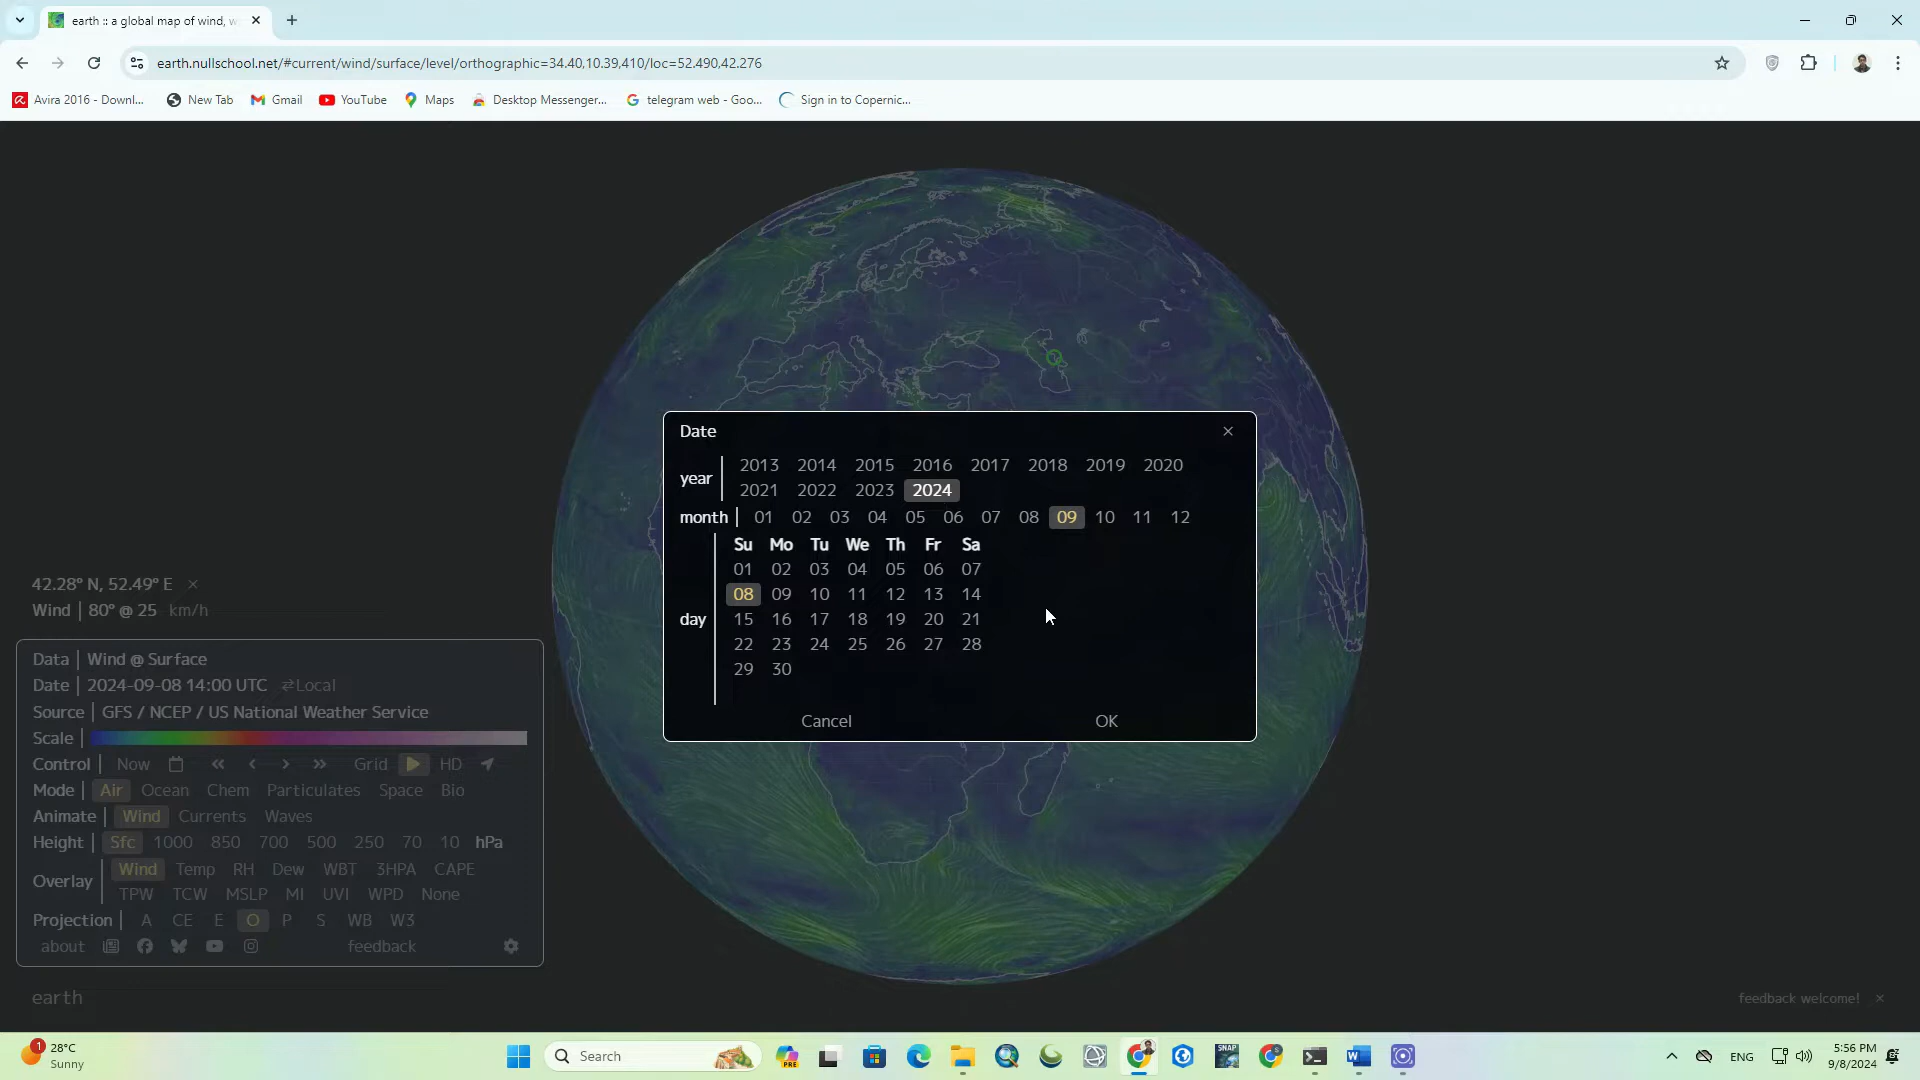 earth :: a global map of wind, w
earth.nullschool.net/#current/wind/surface/level/orthographic=34.40,10.39,410/loc=52.490,42.276
Avira 2016 - Downl... New Tab Gmail YouTube Maps Desktop Messenger... telegram web - Goo... Sign in to Copernic...
Date
year 2013 2014 2015 2016 2017 2018 2019 2020
2021 2022 2023 2024
month 01 02 03 04 05 06 07 08 09 10 11 12
Su Mo Tu We Th Fr Sa
01 02 03 04 05 06 07
08 09 10 11 12 13 14
day 15 16 17 18 19 20 21
22 23 24 25 26 27 28
29 30
Cancel OK
42.28° N, 52.49° E ×
Wind | 80° @ 25 km/h
Data | Wind @ Surface
Date | 2024-09-08 14:00 UTC ⇄Local
Source | GFS / NCEP / US National Weather Service
Scale |
Control | Now Grid HD
Mode | Air Ocean Chem Particulates Space Bio
Animate | Wind Currents Waves
Height | Sfc 1000 850 700 500 250 70 10 hPa
Overlay | Wind Temp RH Dew WBT 3HPA CAPE
TPW TCW MSLP MI UVI WPD None
Projection | A CE E O P S WB W3
about feedback
earth
feedback welcome! ×
1 28°C
Sunny
Search
PRE
SNAP
ENG
5:56 PM
9/8/2024